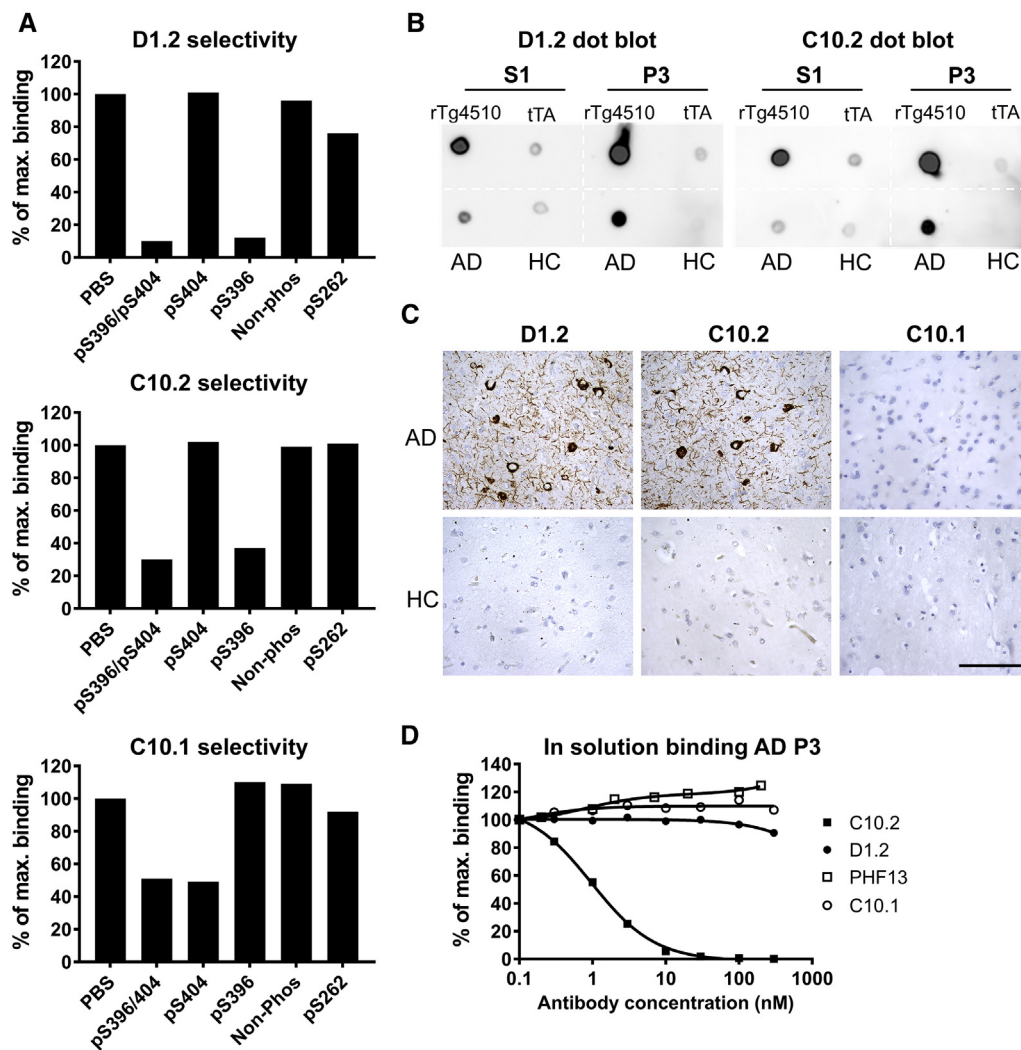 A
D1.2 selectivity
% of max. binding
120
100
80
60
40
20
0
PBS
pS396/pS404
pS404
pS396
Non-phos
pS262
C10.2 selectivity
% of max. binding
120
100
80
60
40
20
0
PBS
pS396/pS404
pS404
pS396
Non-phos
pS262
C10.1 selectivity
% of max. binding
120
100
80
60
40
20
0
PBS
pS396/404
pS404
pS396
Non-Phos
pS262
B
D1.2 dot blot C10.2 dot blot
S1 P3 S1 P3
rTg4510 tTA rTg4510 tTA rTg4510 tTA rTg4510 tTA
AD HC AD HC AD HC AD HC
C
D1.2 C10.2 C10.1
AD
HC
D
In solution binding AD P3
% of max. binding
140
120
100
80
60
40
20
0
0.1 1 10 100 1000
Antibody concentration (nM)
C10.2
D1.2
PHF13
C10.1